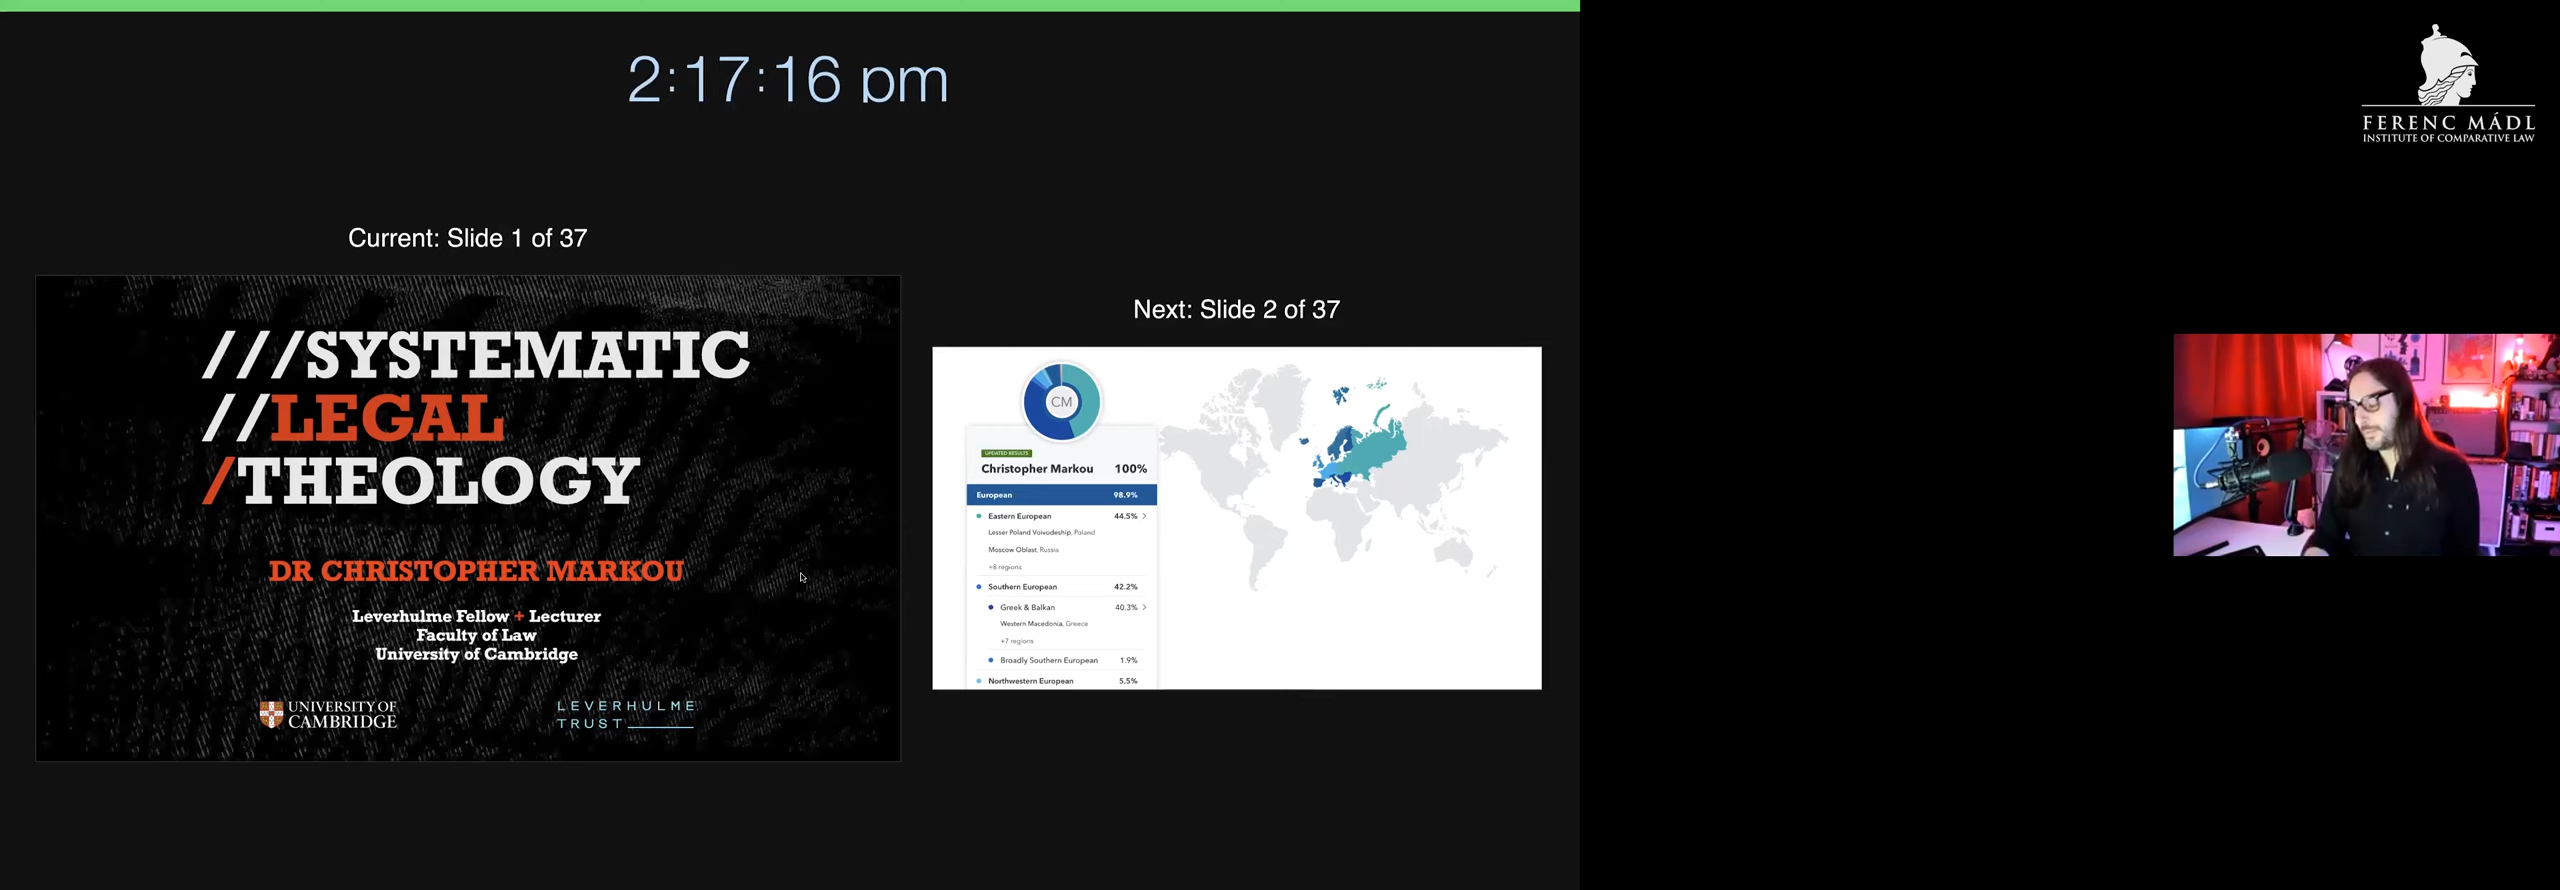 2:17:16 pm
FERENC MÁDL
INSTITUTE OF COMPARATIVE LAW
Current: Slide 1 of 37
///SYSTEMATIC
//LEGAL
/THEOLOGY
DR CHRISTOPHER MARKOU
Leverhulme Fellow + Lecturer
Faculty of Law
University of Cambridge
UNIVERSITY OF
CAMBRIDGE
LEVERHULME
TRUST
Next: Slide 2 of 37
CM
UPDATED RESULTS
Christopher Markou 100%
European 98.9%
Eastern European 44.5% >
Lesser Poland Voivodeship, Poland
Moscow Oblast, Russia
+8 regions
Southern European 42.2%
Greek & Balkan 40.3% >
Western Macedonia, Greece
+7 regions
Broadly Southern European 1.9%
Northwestern European 5.5%